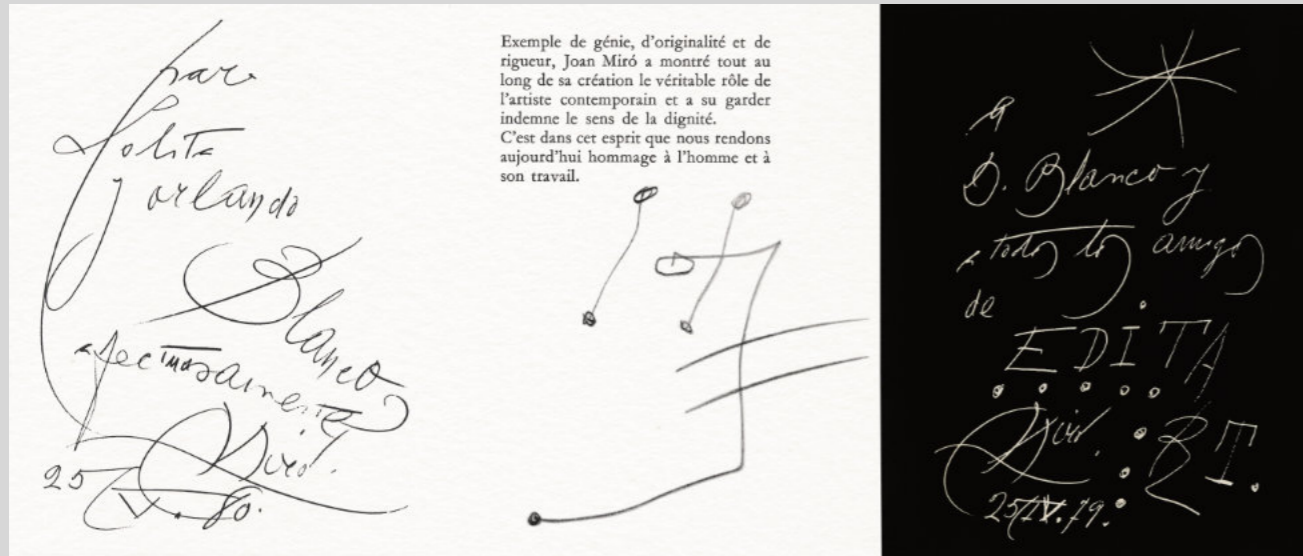 para
Lolita
y orlando
Blanco
afectuosamente
Miró.
25/V.80.
Exemple de génie, d'originalité et de
rigueur, Joan Miró a montré tout au
long de sa création le véritable rôle de
l'artiste contemporain et a su garder
indemne le sens de la dignité.
C'est dans cet esprit que nous rendons
aujourd'hui hommage à l'homme et à
son travail.
a
O. Blanco y
a todos los amigos
de
EDITA
Miró. RT.
25/IV.79.